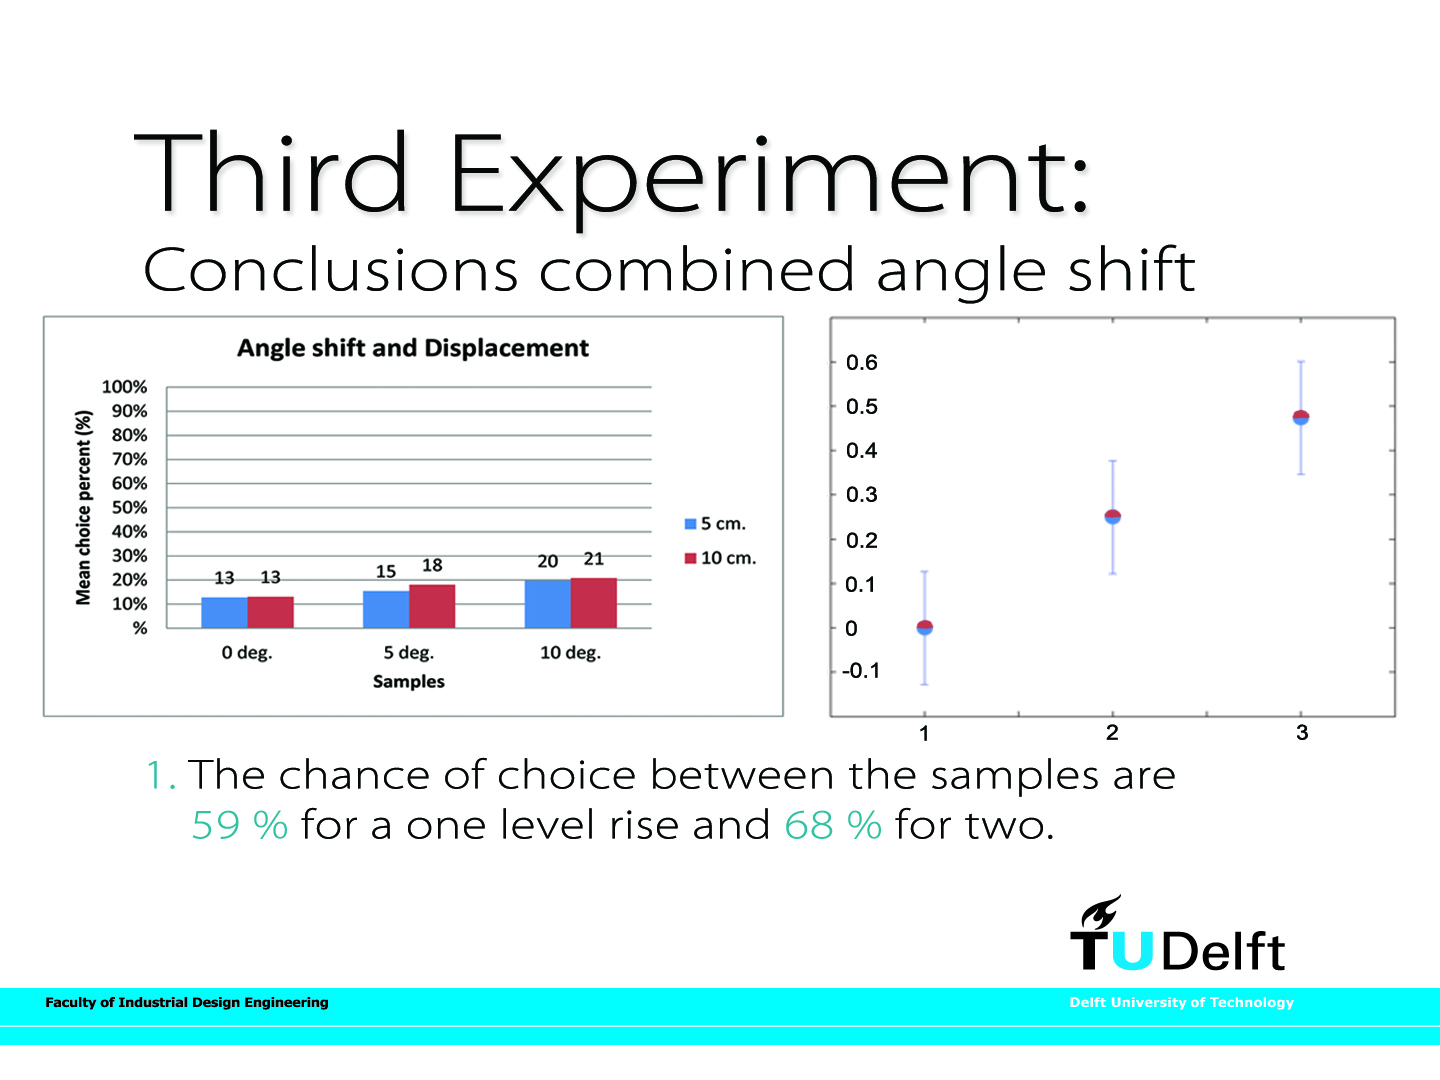 Third Experiment:
Conclusions combined angle shift
Angle shift and Displacement
Mean choice percent (%)
100%
90%
80%
70%
60%
50%
40%
30%
20%
10%
%
13 13
15 18
20 21
0 deg. 5 deg. 10 deg.
Samples
5 cm.
10 cm.
0.6
0.5
0.4
0.3
0.2
0.1
0
-0.1
1 2 3
1. The chance of choice between the samples are
59 % for a one level rise and 68 % for two.
TU Delft
Faculty of Industrial Design Engineering
Delft University of Technology